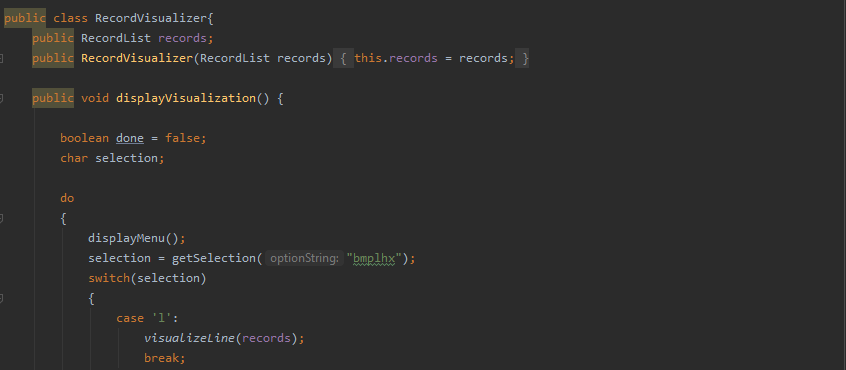 public class RecordVisualizer{
public RecordList records;
public RecordVisualizer(RecordList records) { this.records = records; }
public void displayVisualization() {
boolean done = false;
char selection;
do
{
displayMenu();
selection = getSelection( optionString: "bmplhx");
switch(selection)
{
case 'l':
visualizeLine(records);
break;